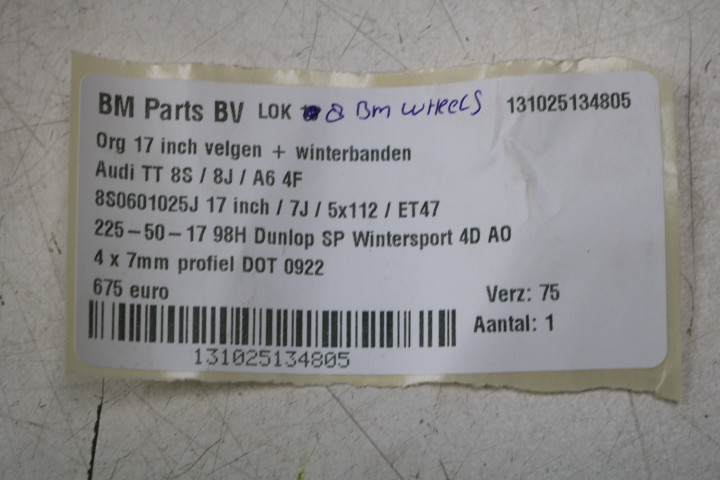 BM Parts BV LOK 8 Bm wheels 131025134805
Org 17 inch velgen + winterbanden
Audi TT 8S / 8J / A6 4F
8S0601025J 17 inch / 7J / 5x112 / ET47
225-50-17 98H Dunlop SP Wintersport 4D AO
4 x 7mm profiel DOT 0922
675 euro Verz: 75
Aantal: 1
131025134805